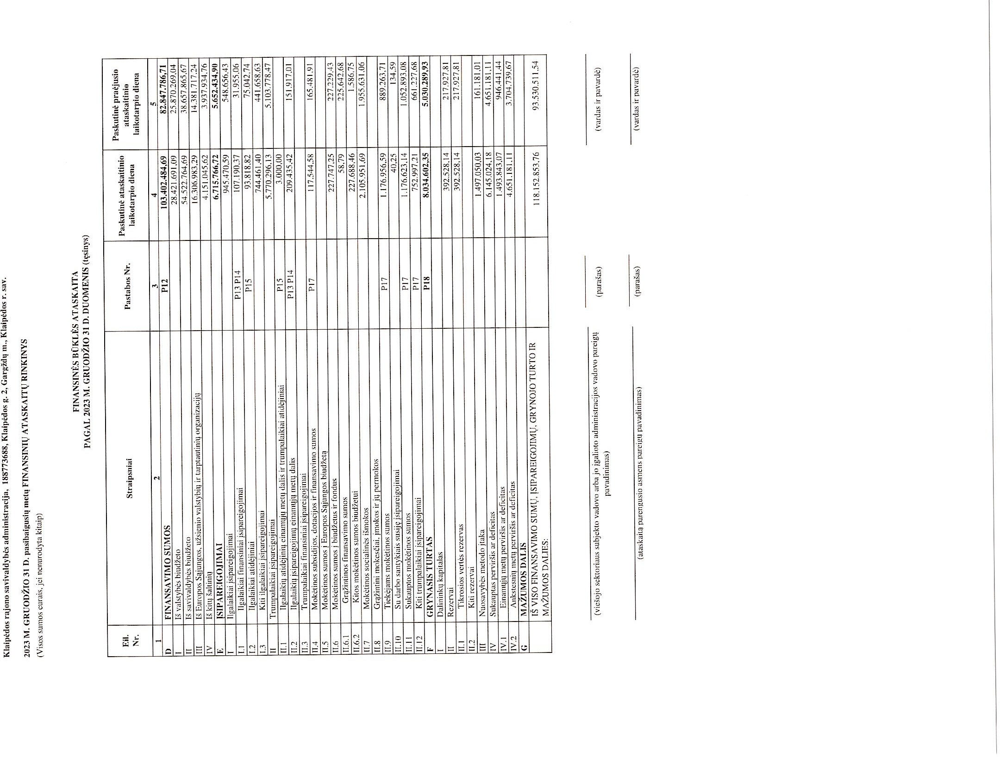 Klaipėdos rajono savivaldybės administracija, 188773688, Klaipėdos g. 2, Gargždų m., Klaipėdos r. sav.
2023 M. GRUODŽIO 31 D. pasibaigusių metų FINANSINIŲ ATASKAITŲ RINKINYS
(Visos sumos eurais, jei nenurodyta kitaip)
FINANSINĖS BŪKLĖS ATASKAITA
PAGAL 2023 M. GRUODŽIO 31 D. DUOMENIS (tęsinys)
Eil. Nr. Straipsniai Pastabos Nr. Paskutinė ataskaitinio laikotarpio diena Paskutinė praėjusio ataskaitinio laikotarpio diena
1 2 3 4 5
D FINANSAVIMO SUMOS P12 103.402.484,69 82.847.786,71
I Iš valstybės biudžeto 28.421.691,09 25.870.269,04
II Iš savivaldybės biudžeto 54.522.764,69 38.657.865,67
III Iš Europos Sąjungos, užsienio valstybių ir tarptautinių organizacijų 16.306.983,29 14.381.717,24
IV Iš kitų šaltinių 4.151.045,62 3.937.934,76
E ĮSIPAREIGOJIMAI 6.715.766,72 5.652.434,90
I Ilgalaikiai įsipareigojimai 945.470,59 548.656,43
I.1 Ilgalaikiai finansiniai įsipareigojimai P13 P14 107.190,37 31.955,06
I.2 Ilgalaikiai atidėjiniai P15 93.818,82 75.042,74
I.3 Kiti ilgalaikiai įsipareigojimai 744.461,40 441.658,63
II Trumpalaikiai įsipareigojimai 5.770.296,13 5.103.778,47
II.1 Ilgalaikių atidėjinių einamųjų metų dalis ir trumpalaikiai atidėjiniai P15 3.000,00
II.2 Ilgalaikių įsipareigojimų einamųjų metų dalis P13 P14 209.435,42 151.917,01
II.3 Trumpalaikiai finansiniai įsipareigojimai
II.4 Mokėtinos subsidijos, dotacijos ir finansavimo sumos P17 117.544,58 165.481,91
II.5 Mokėtinos sumos į Europos Sąjungos biudžetą
II.6 Mokėtinos sumos į biudžetus ir fondus 227.747,25 227.229,43
II.6.1 Grąžintinos finansavimo sumos 58,79 225.642,68
II.6.2 Kitos mokėtinos sumos biudžetui 227.688,46 1.586,75
II.7 Mokėtinos socialinės išmokos 2.105.951,69 1.955.631,06
II.8 Grąžintini mokesčiai, įmokos ir jų permokos
II.9 Tiekėjams mokėtinos sumos P17 1.176.956,59 889.263,71
II.10 Su darbo santykiais susiję įsipareigojimai 40,25 134,59
II.11 Sukauptos mokėtinos sumos P17 1.176.623,14 1.052.893,08
II.12 Kiti trumpalaikiai įsipareigojimai P17 752.997,21 661.227,68
F GRYNASIS TURTAS P18 8.034.602,35 5.030.289,93
I Dalininkų kapitalas
II Rezervai 392.528,14 217.927,81
II.1 Tikrosios vertės rezervas 392.528,14 217.927,81
II.2 Kiti rezervai
III Nuosavybės metodo įtaka 1.497.050,03 161.181,01
IV Sukauptas perviršis ar deficitas 6.145.024,18 4.651.181,11
IV.1 Einamųjų metų perviršis ar deficitas 1.493.843,07 946.441,44
IV.2 Ankstesnių metų perviršis ar deficitas 4.651.181,11 3.704.739,67
G MAŽUMOS DALIS
IŠ VISO FINANSAVIMO SUMŲ, ĮSIPAREIGOJIMŲ, GRYNOJO TURTO IR 118.152.853,76 93.530.511,54
MAŽUMOS DALIES:
(viešojo sektoriaus subjekto vadovo arba jo įgalioto administracijos vadovo pareigų (parašas) (vardas ir pavardė)
pavadinimas)
(ataskaitą parengusio asmens pareigų pavadinimas) (parašas) (vardas ir pavardė)